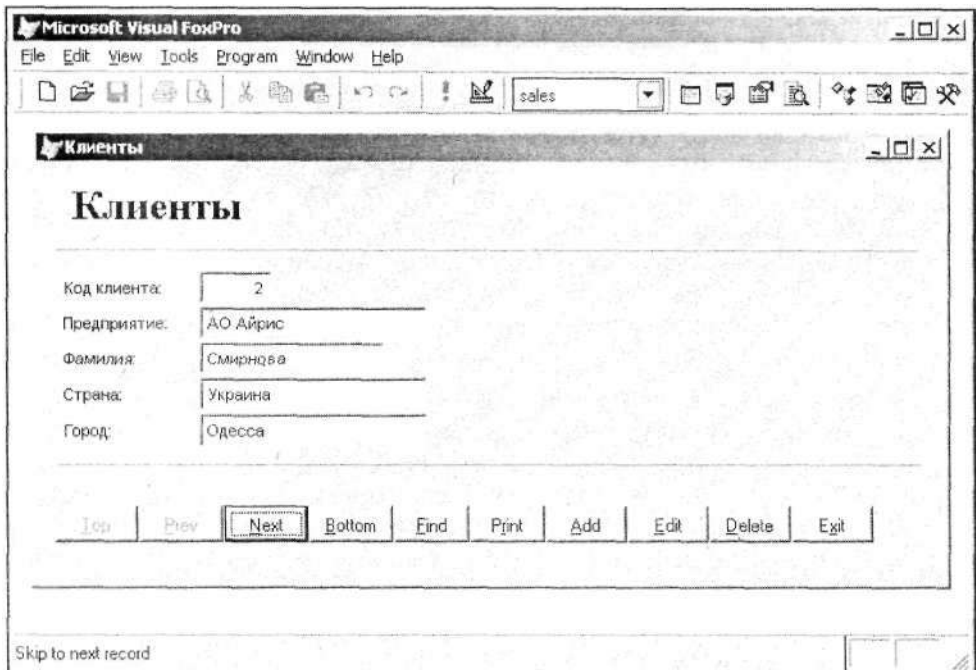 Microsoft Visual FoxPro
File Edit View Tools Program Window Help
sales
Клиенты
Клиенты
Код клиента: 2
Предприятие: АО Айрис
Фамилия: Смирнова
Страна: Украина
Город: Одесса
Top Prev Next Bottom Find Print Add Edit Delete Exit
Skip to next record